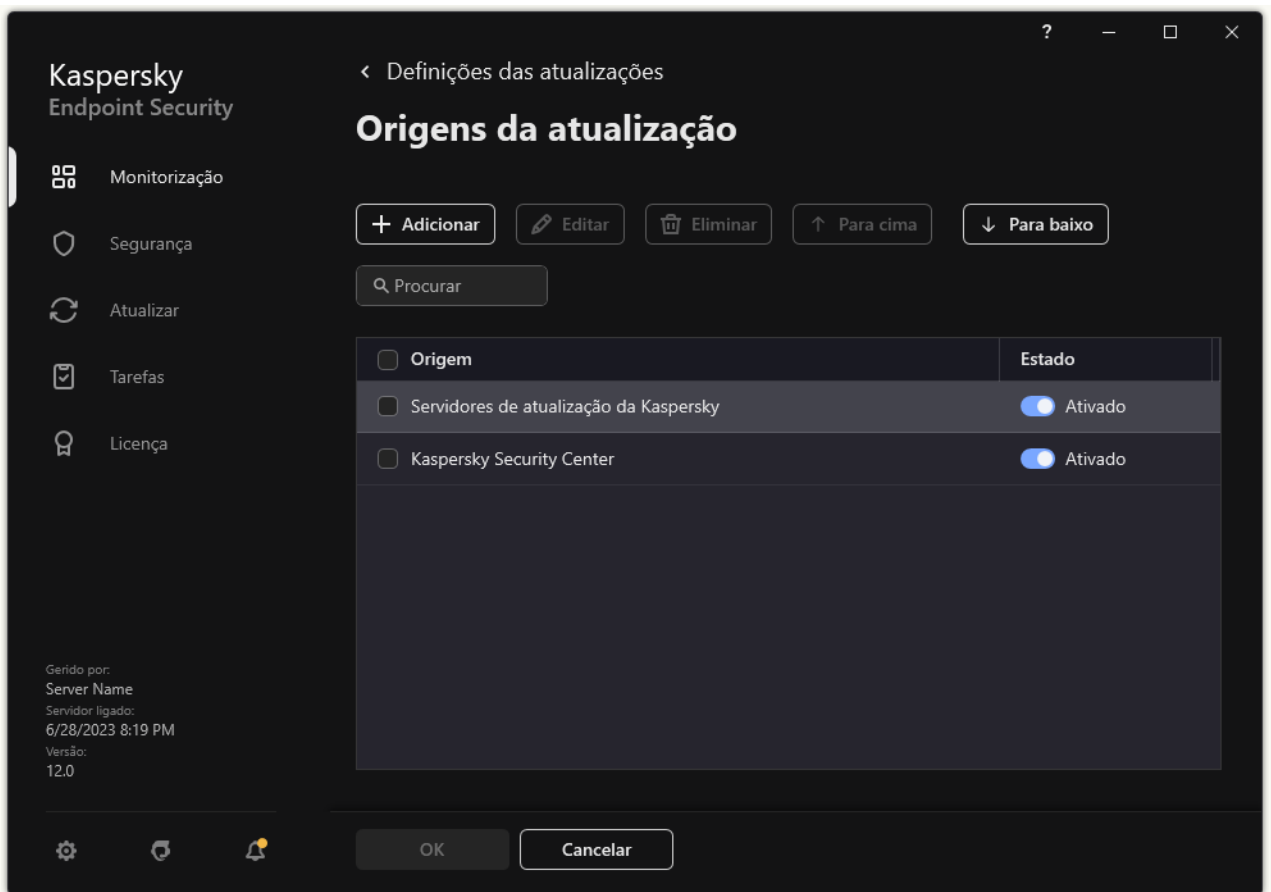 ?
Kaspersky
Endpoint Security
Monitorização
Segurança
Atualizar
Tarefas
Licença
Gerido por:
Server Name
Servidor ligado:
6/28/2023 8:19 PM
Versão:
12.0
Definições das atualizações
Origens da atualização
Adicionar Editar Eliminar Para cima Para baixo
Procurar
Origem Estado
Servidores de atualização da Kaspersky Ativado
Kaspersky Security Center Ativado
OK Cancelar